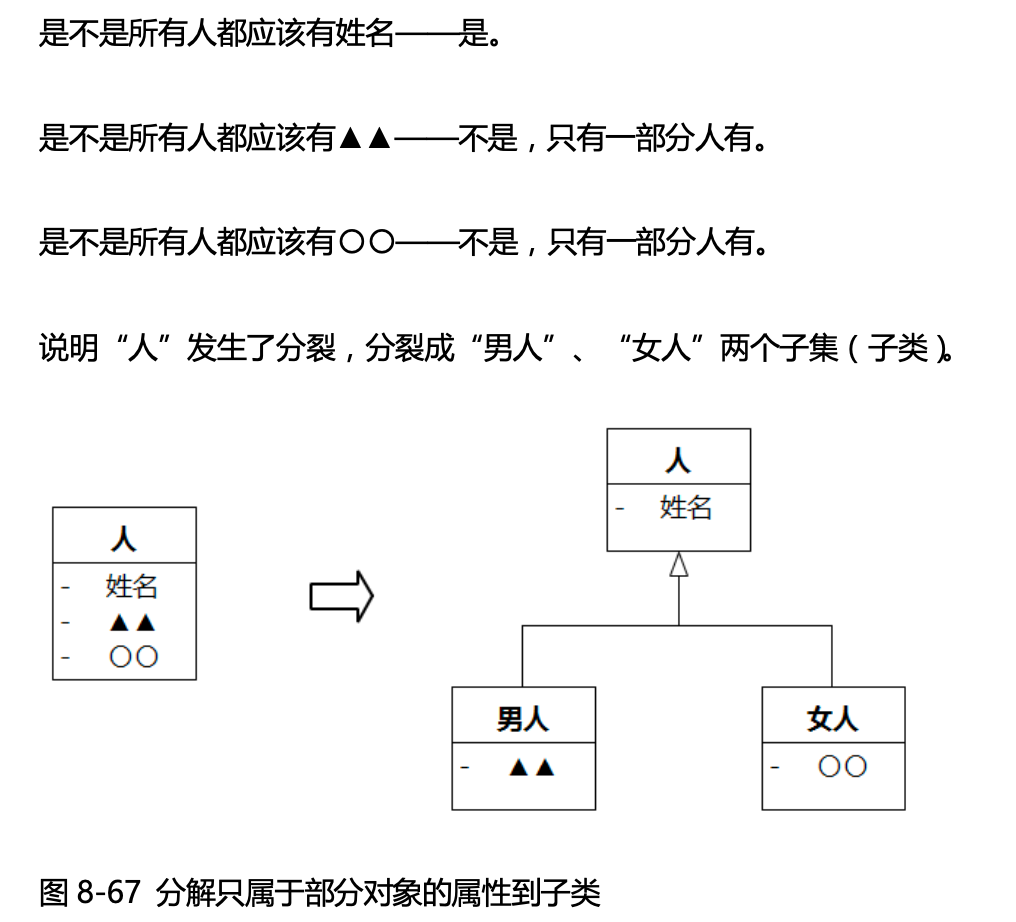 是不是所有人都应该有姓名——是。
是不是所有人都应该有▲▲——不是，只有一部分人有。
是不是所有人都应该有〇〇——不是，只有一部分人有。
说明“人”发生了分裂，分裂成“男人”、“女人”两个子集（子类）。
人
- 姓名
- ▲▲
- 〇〇
人
- 姓名
男人
- ▲▲
女人
- 〇〇
图 8-67 分解只属于部分对象的属性到子类